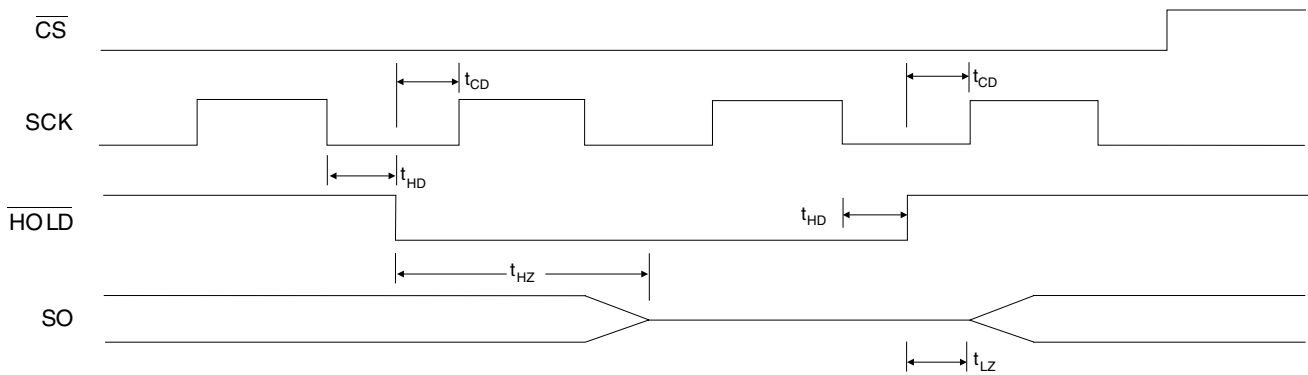 CS
t_CD
t_CD
SCK
t_HD
HOLD
t_HD
t_HZ
SO
t_LZ